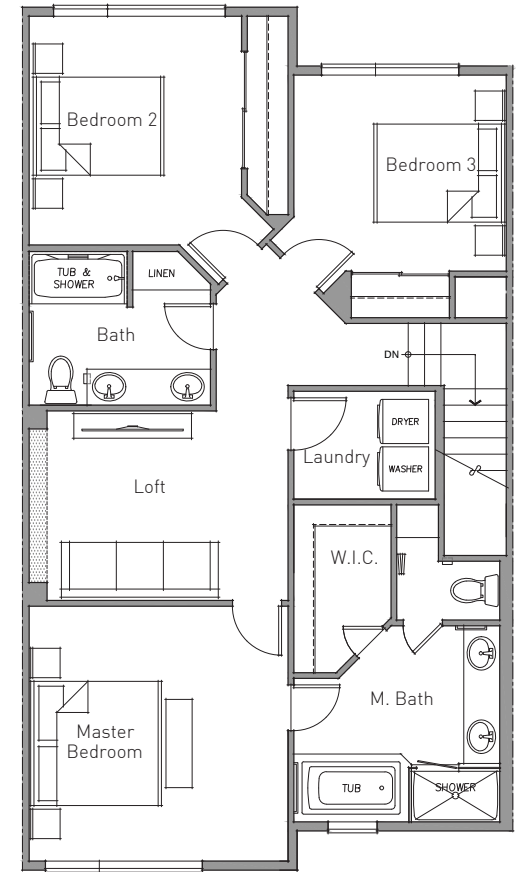 Bedroom 2
Bedroom 3
TUB &
SHOWER
LINEN
Bath
DN
DRYER
Laundry
WASHER
Loft
W.I.C.
M. Bath
Master
Bedroom
TUB
SHOWER